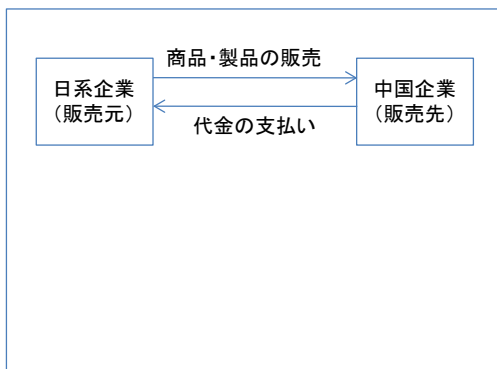 商品・製品の販売
日系企業
（販売元）
中国企業
（販売先）
代金の支払い